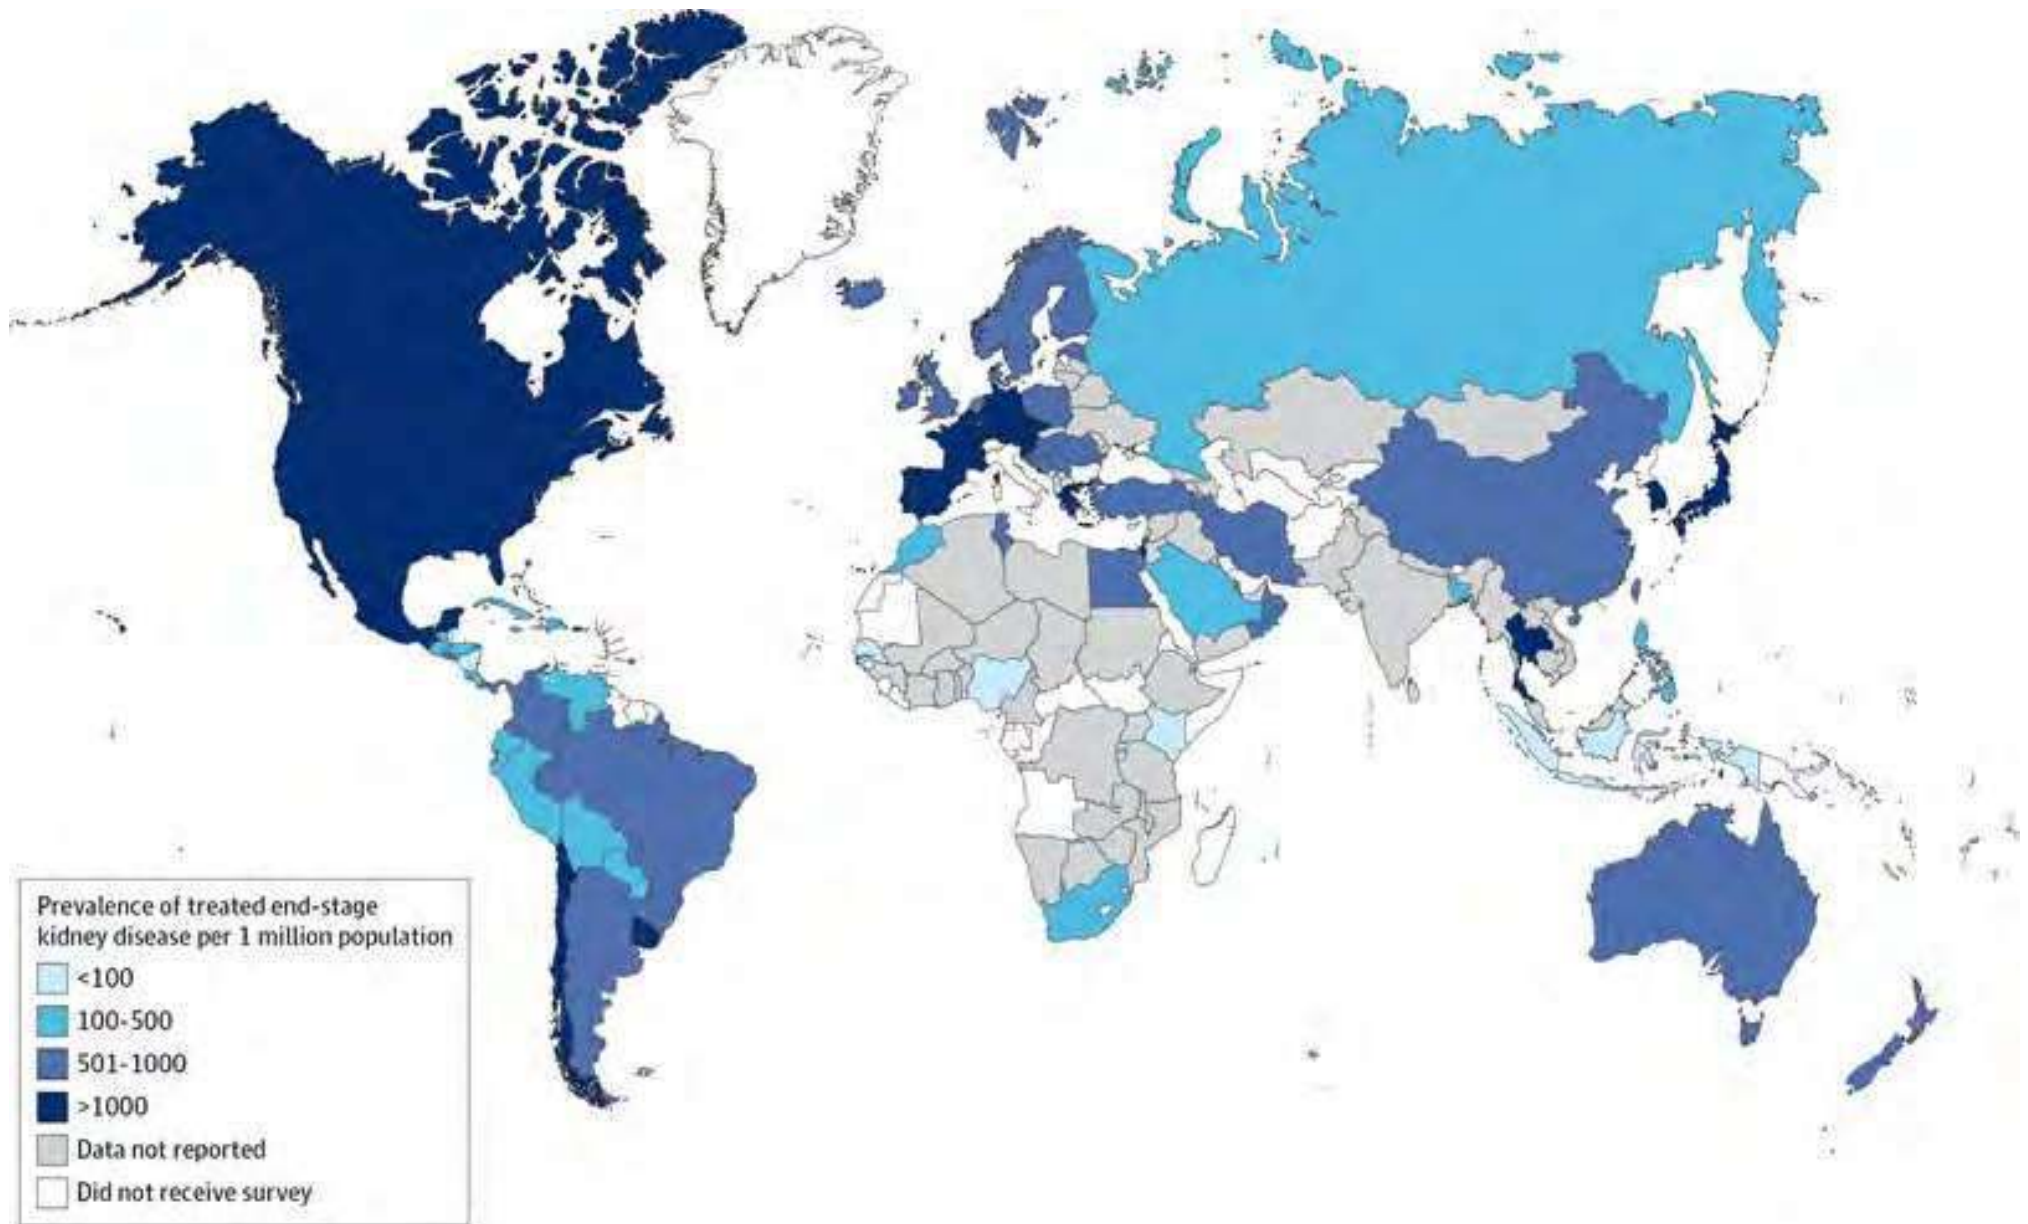 Prevalence of treated end-stage
kidney disease per 1 million population
<100
100-500
501-1000
>1000
Data not reported
Did not receive survey